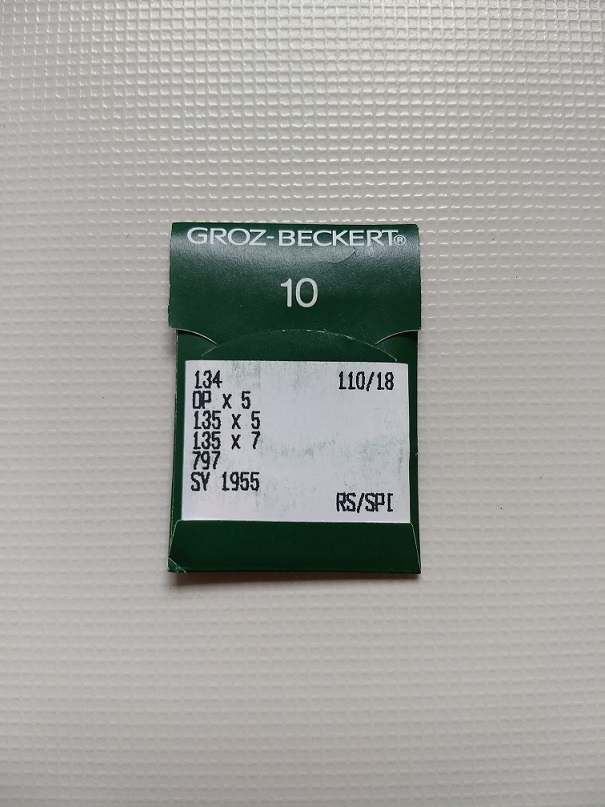 GROZ-BECKERT®
10
134 110/18
DP x 5
135 x 5
135 x 7
797
SY 1955
RS/SPI